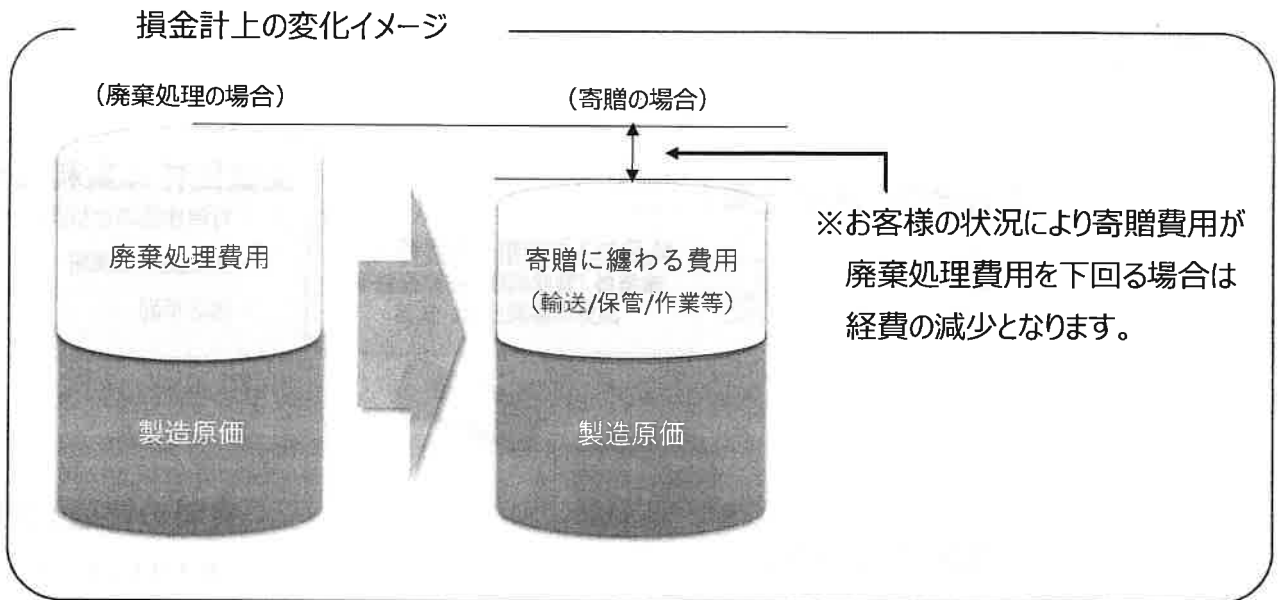 損金計上の変化イメージ
（廃棄処理の場合）
（寄贈の場合）
廃棄処理費用
製造原価
寄贈に纏わる費用
（輸送/保管/作業等）
製造原価
※お客様の状況により寄贈費用が
廃棄処理費用を下回る場合は
経費の減少となります。